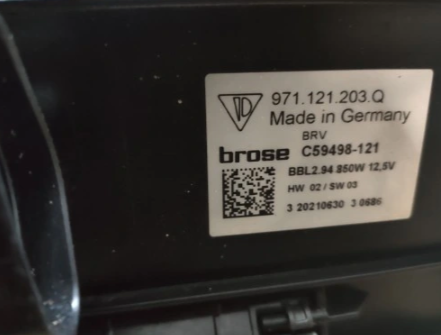 971.121.203.Q
Made in Germany
BRV
brose C59498-121
BBL2.94.850W 12,5V
HW 02 / SW 03
3 20210630 3 0686